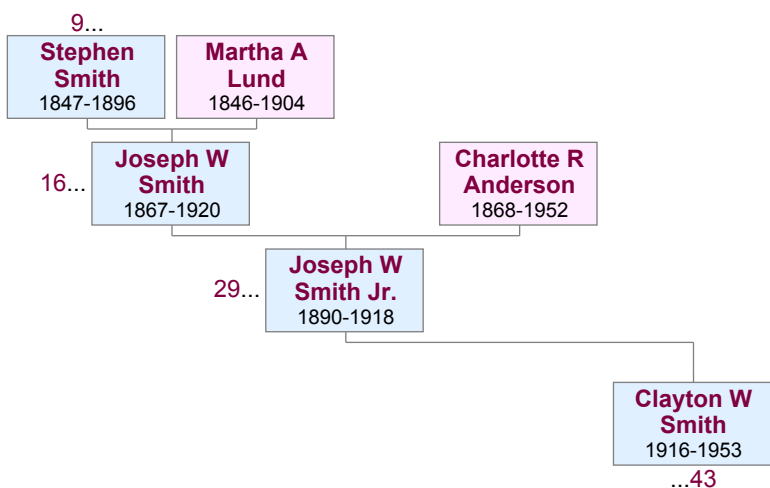 9...
Stephen
Smith
1847-1896
Martha A
Lund
1846-1904
16...
Joseph W
Smith
1867-1920
Charlotte R
Anderson
1868-1952
29...
Joseph W
Smith Jr.
1890-1918
Clayton W
Smith
1916-1953
...43